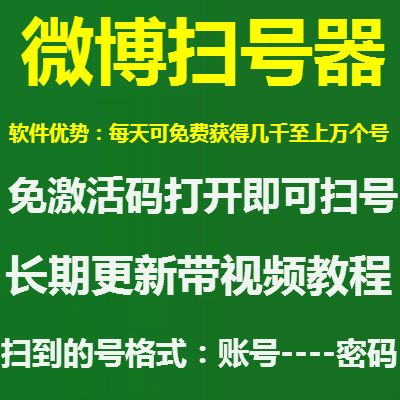 微博扫号器
软件优势：每天可免费获得几千至上万个号
免激活码打开即可扫号
长期更新带视频教程
扫到的号格式：账号----密码